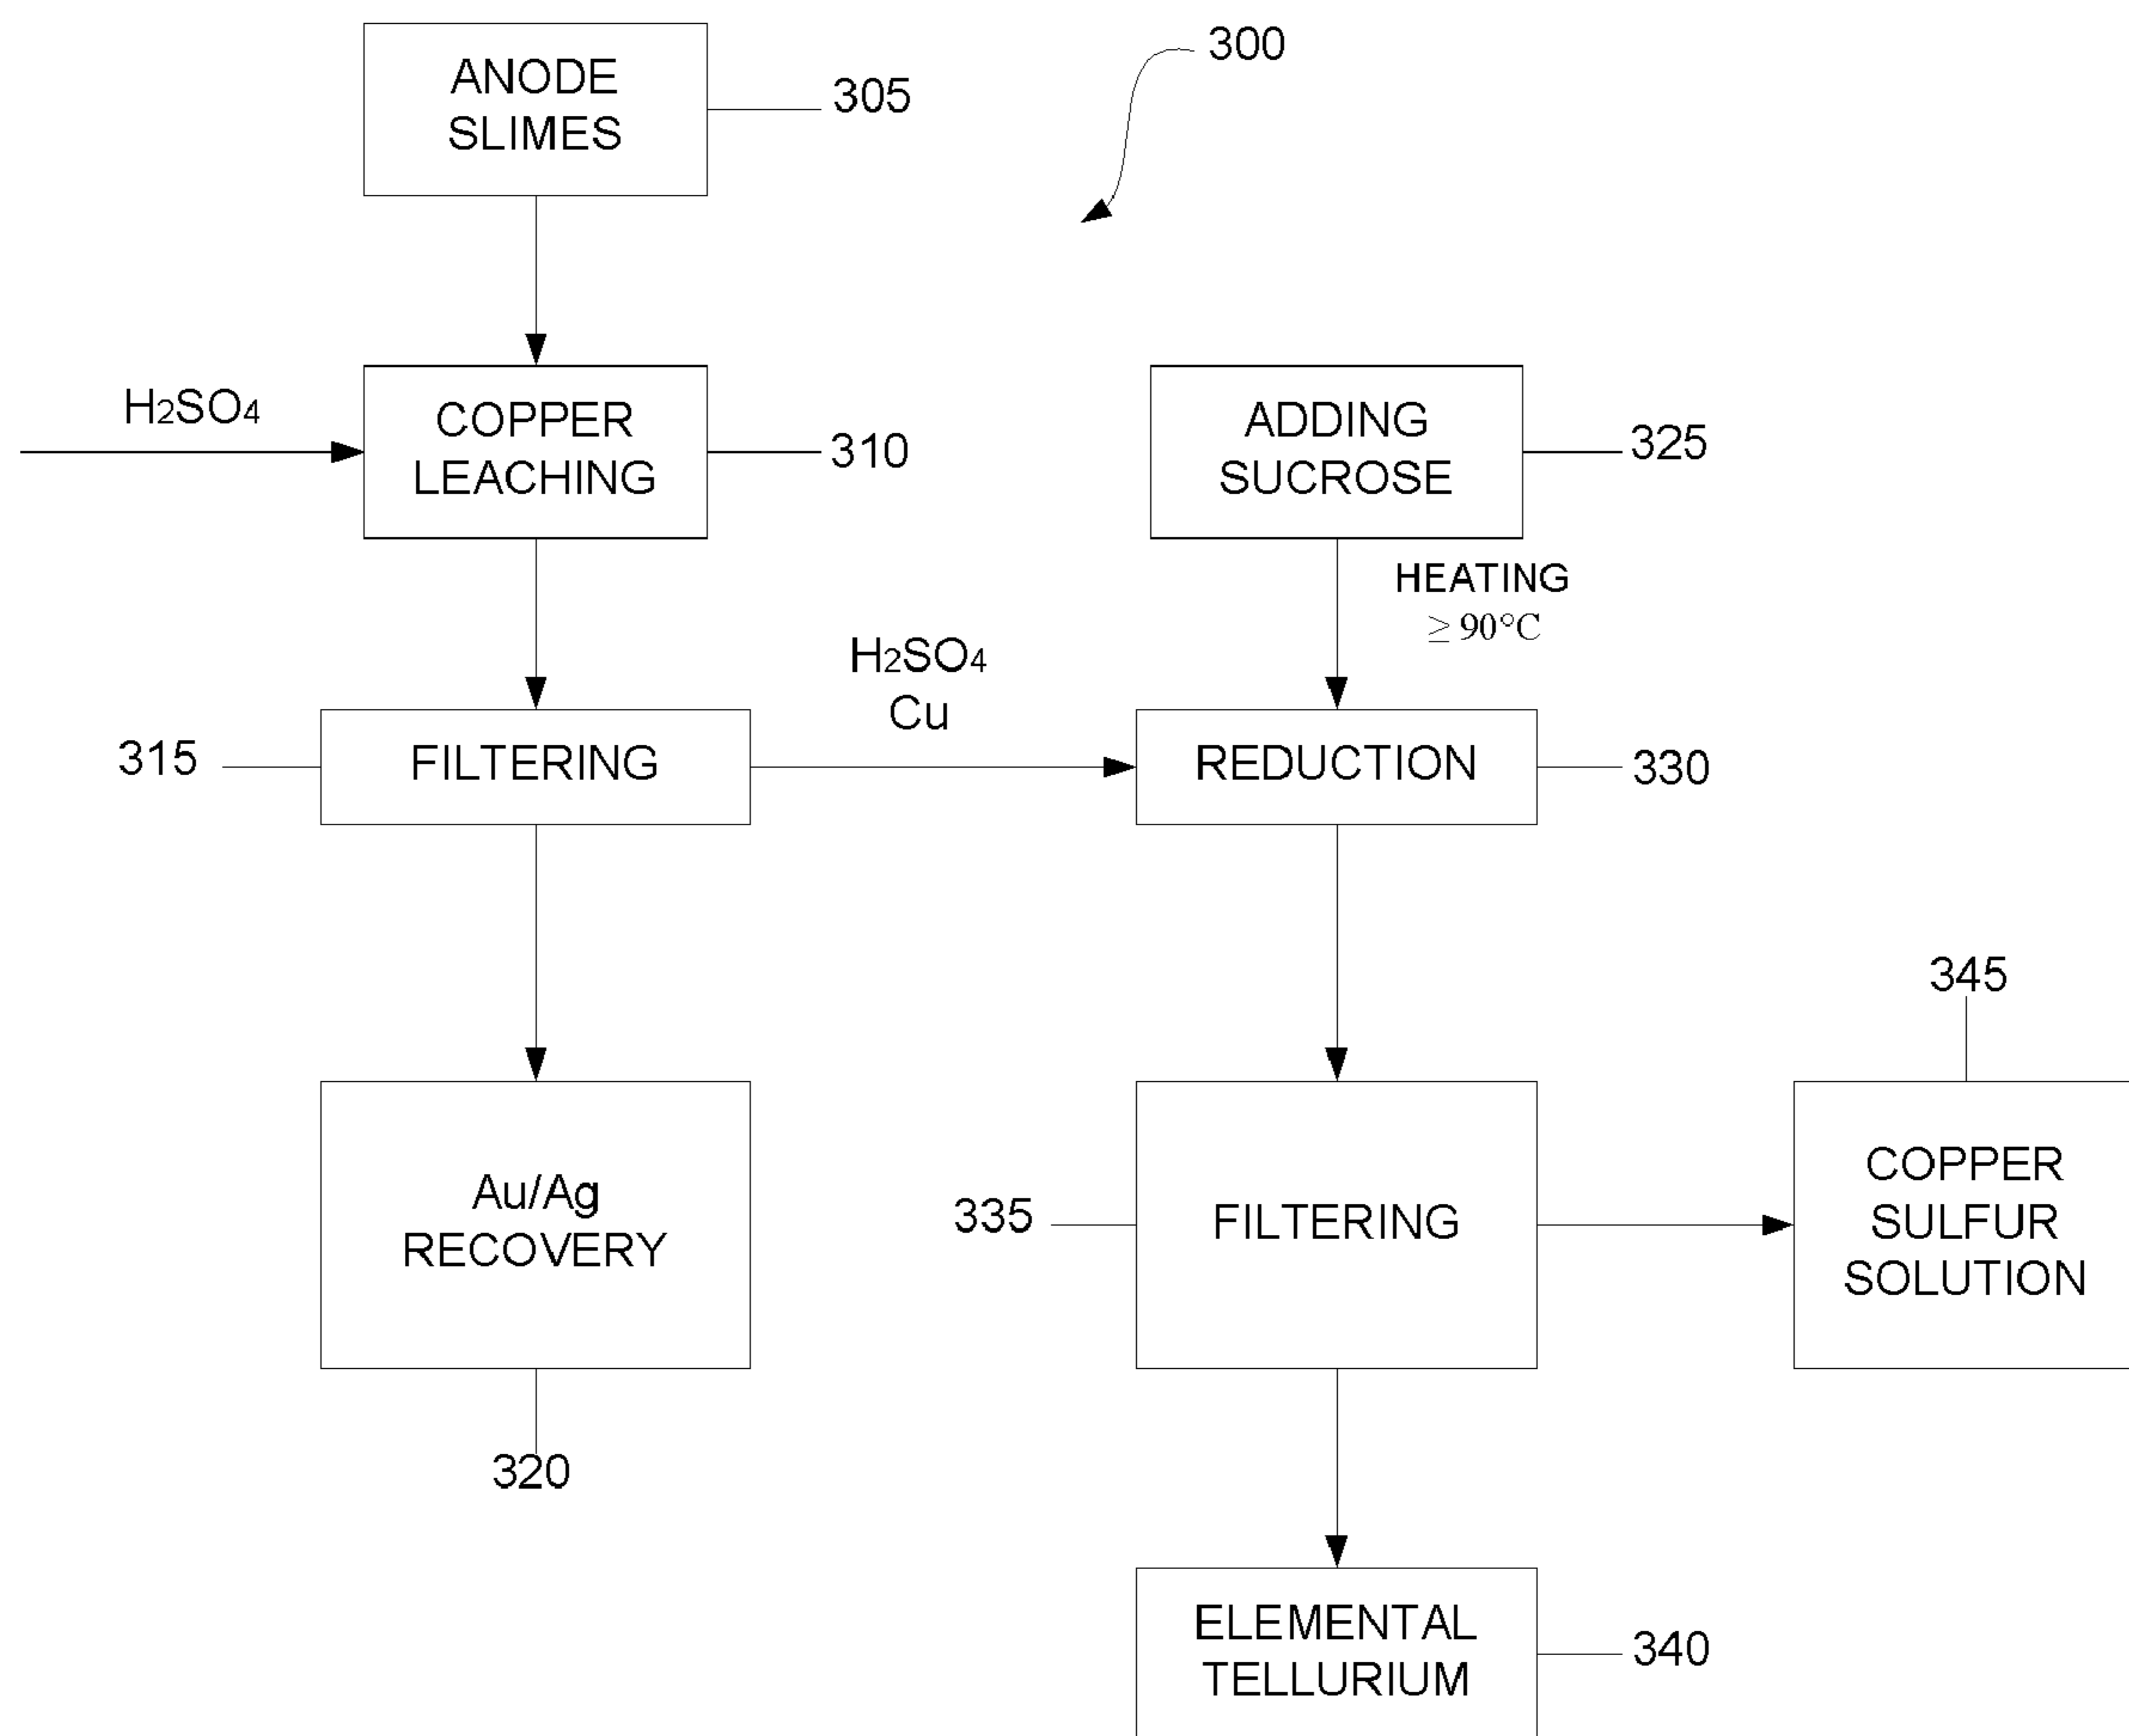 300
ANODE
SLIMES
305
H₂SO₄
COPPER
LEACHING
310
ADDING
SUCROSE
325
HEATING
≥ 90°C
H₂SO₄
Cu
315
FILTERING
REDUCTION
330
345
Au/Ag
RECOVERY
320
335
FILTERING
COPPER
SULFUR
SOLUTION
ELEMENTAL
TELLURIUM
340